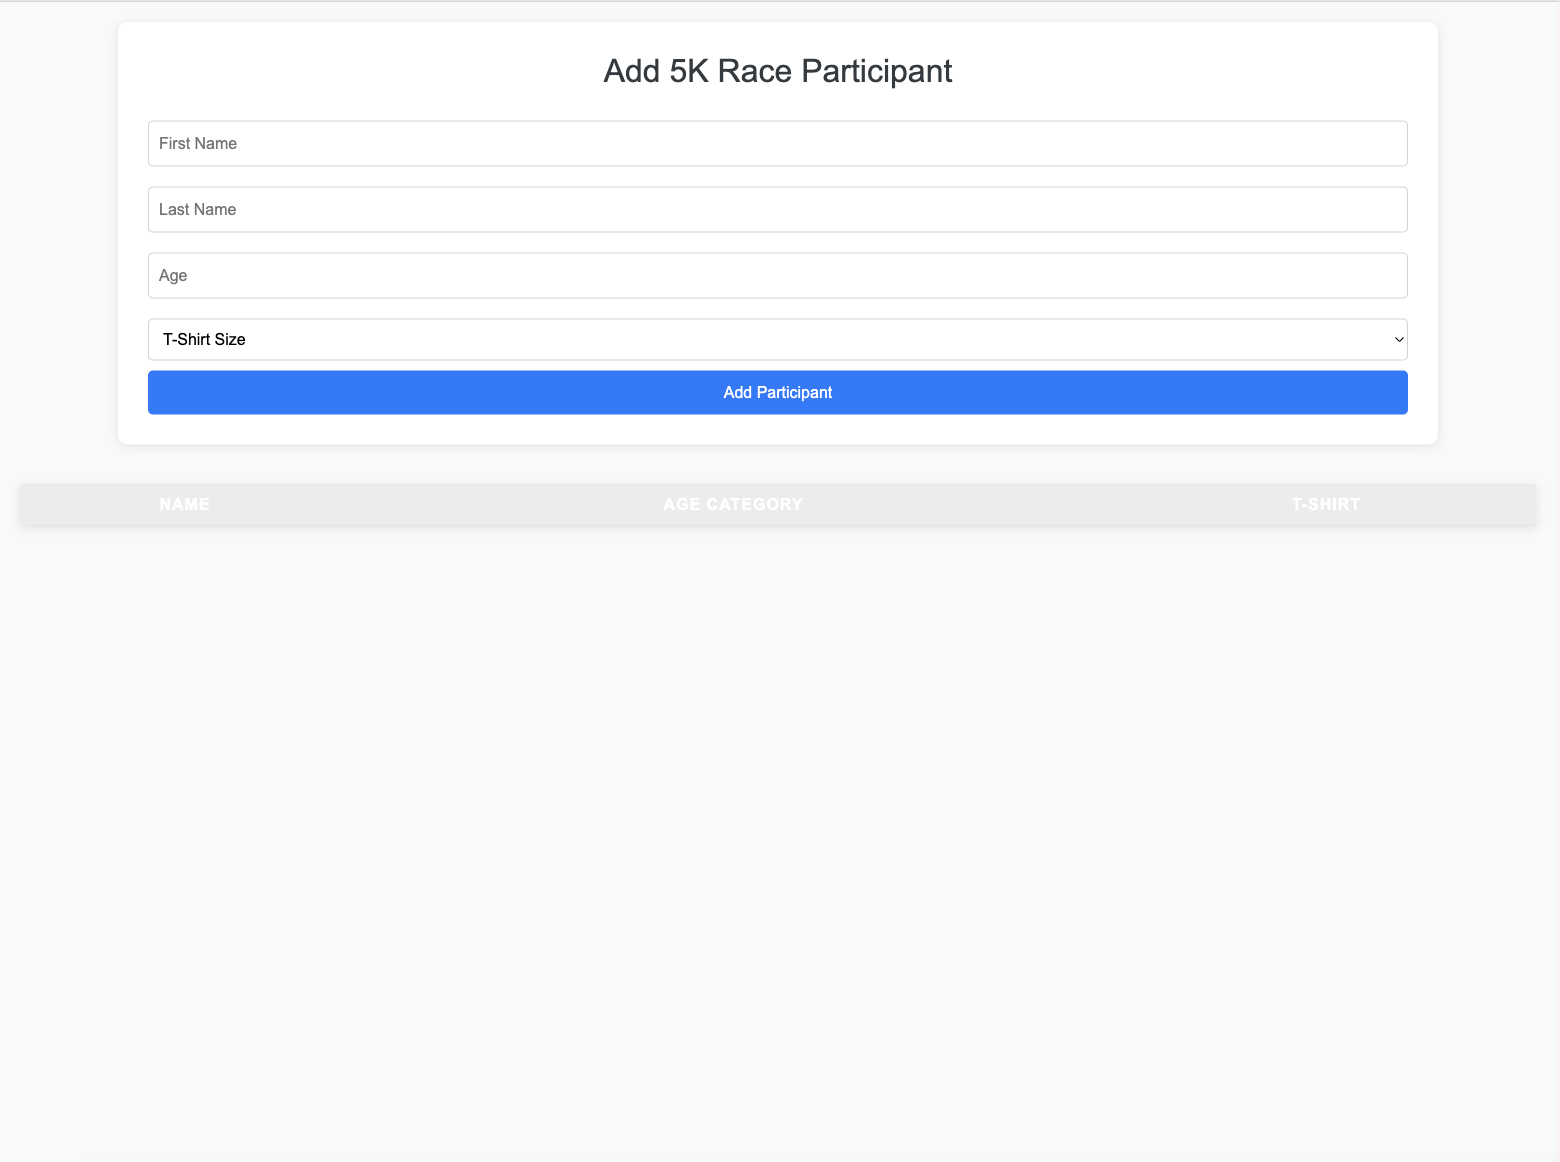 Add 5K Race Participant
First Name
Last Name
Age
T-Shirt Size
Add Participant
NAME AGE CATEGORY T-SHIRT